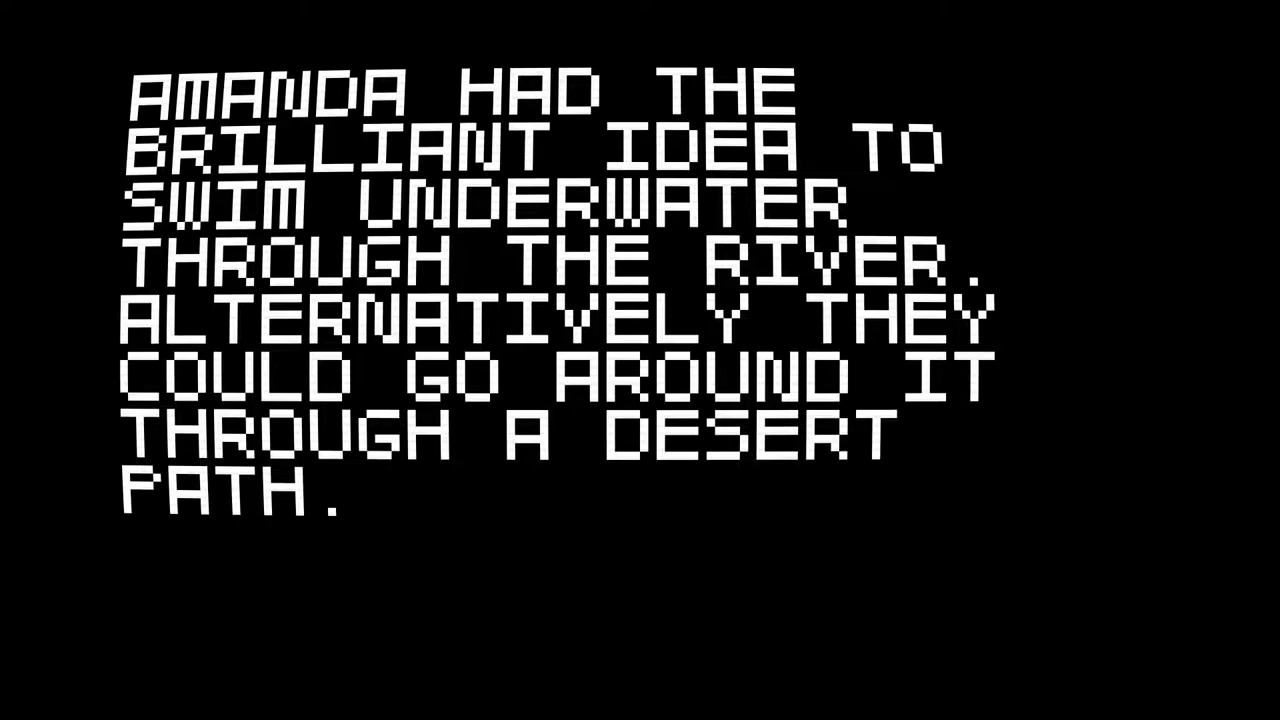 AMANDA HAD THE
BRILLIANT IDEA TO
SWIM UNDERWATER
THROUGH THE RIVER.
ALTERNATIVELY THEY
COULD GO AROUND IT
THROUGH A DESERT
PATH.